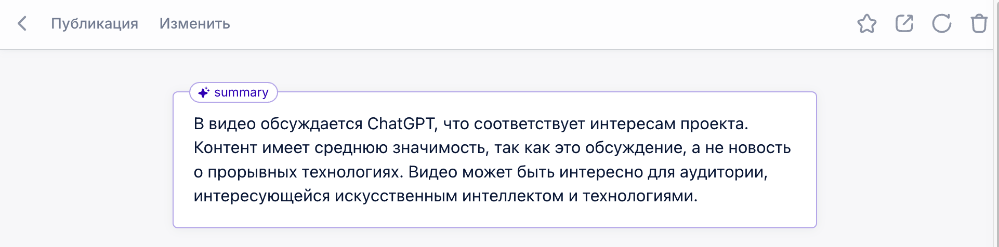 Публикация Изменить
summary
В видео обсуждается ChatGPT, что соответствует интересам проекта.
Контент имеет среднюю значимость, так как это обсуждение, а не новость
о прорывных технологиях. Видео может быть интересно для аудитории,
интересующейся искусственным интеллектом и технологиями.